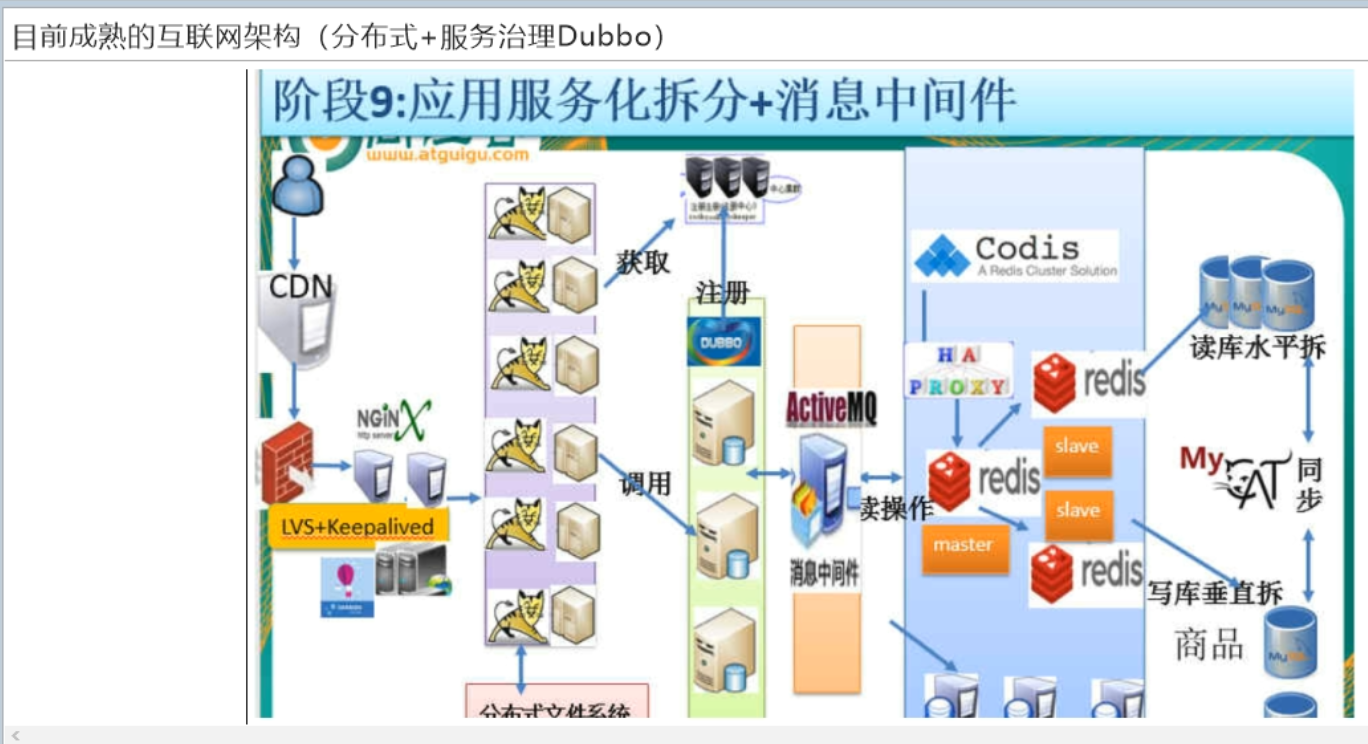 目前成熟的互联网架构（分布式+服务治理Dubbo）
阶段9:应用服务化拆分+消息中间件
www.atguigu.com
CDN
NGiNX
http server
LVS+Keepalived
获取
注册
DUBBO
调用
分布式文件系统
ActiveMQ
消息中间件
读操作
Codis
A Redis Cluster Solution
HA
PROXY
redis
redis
redis
slave
slave
master
读库水平拆
MyCAT
同步
写库垂直拆
商品